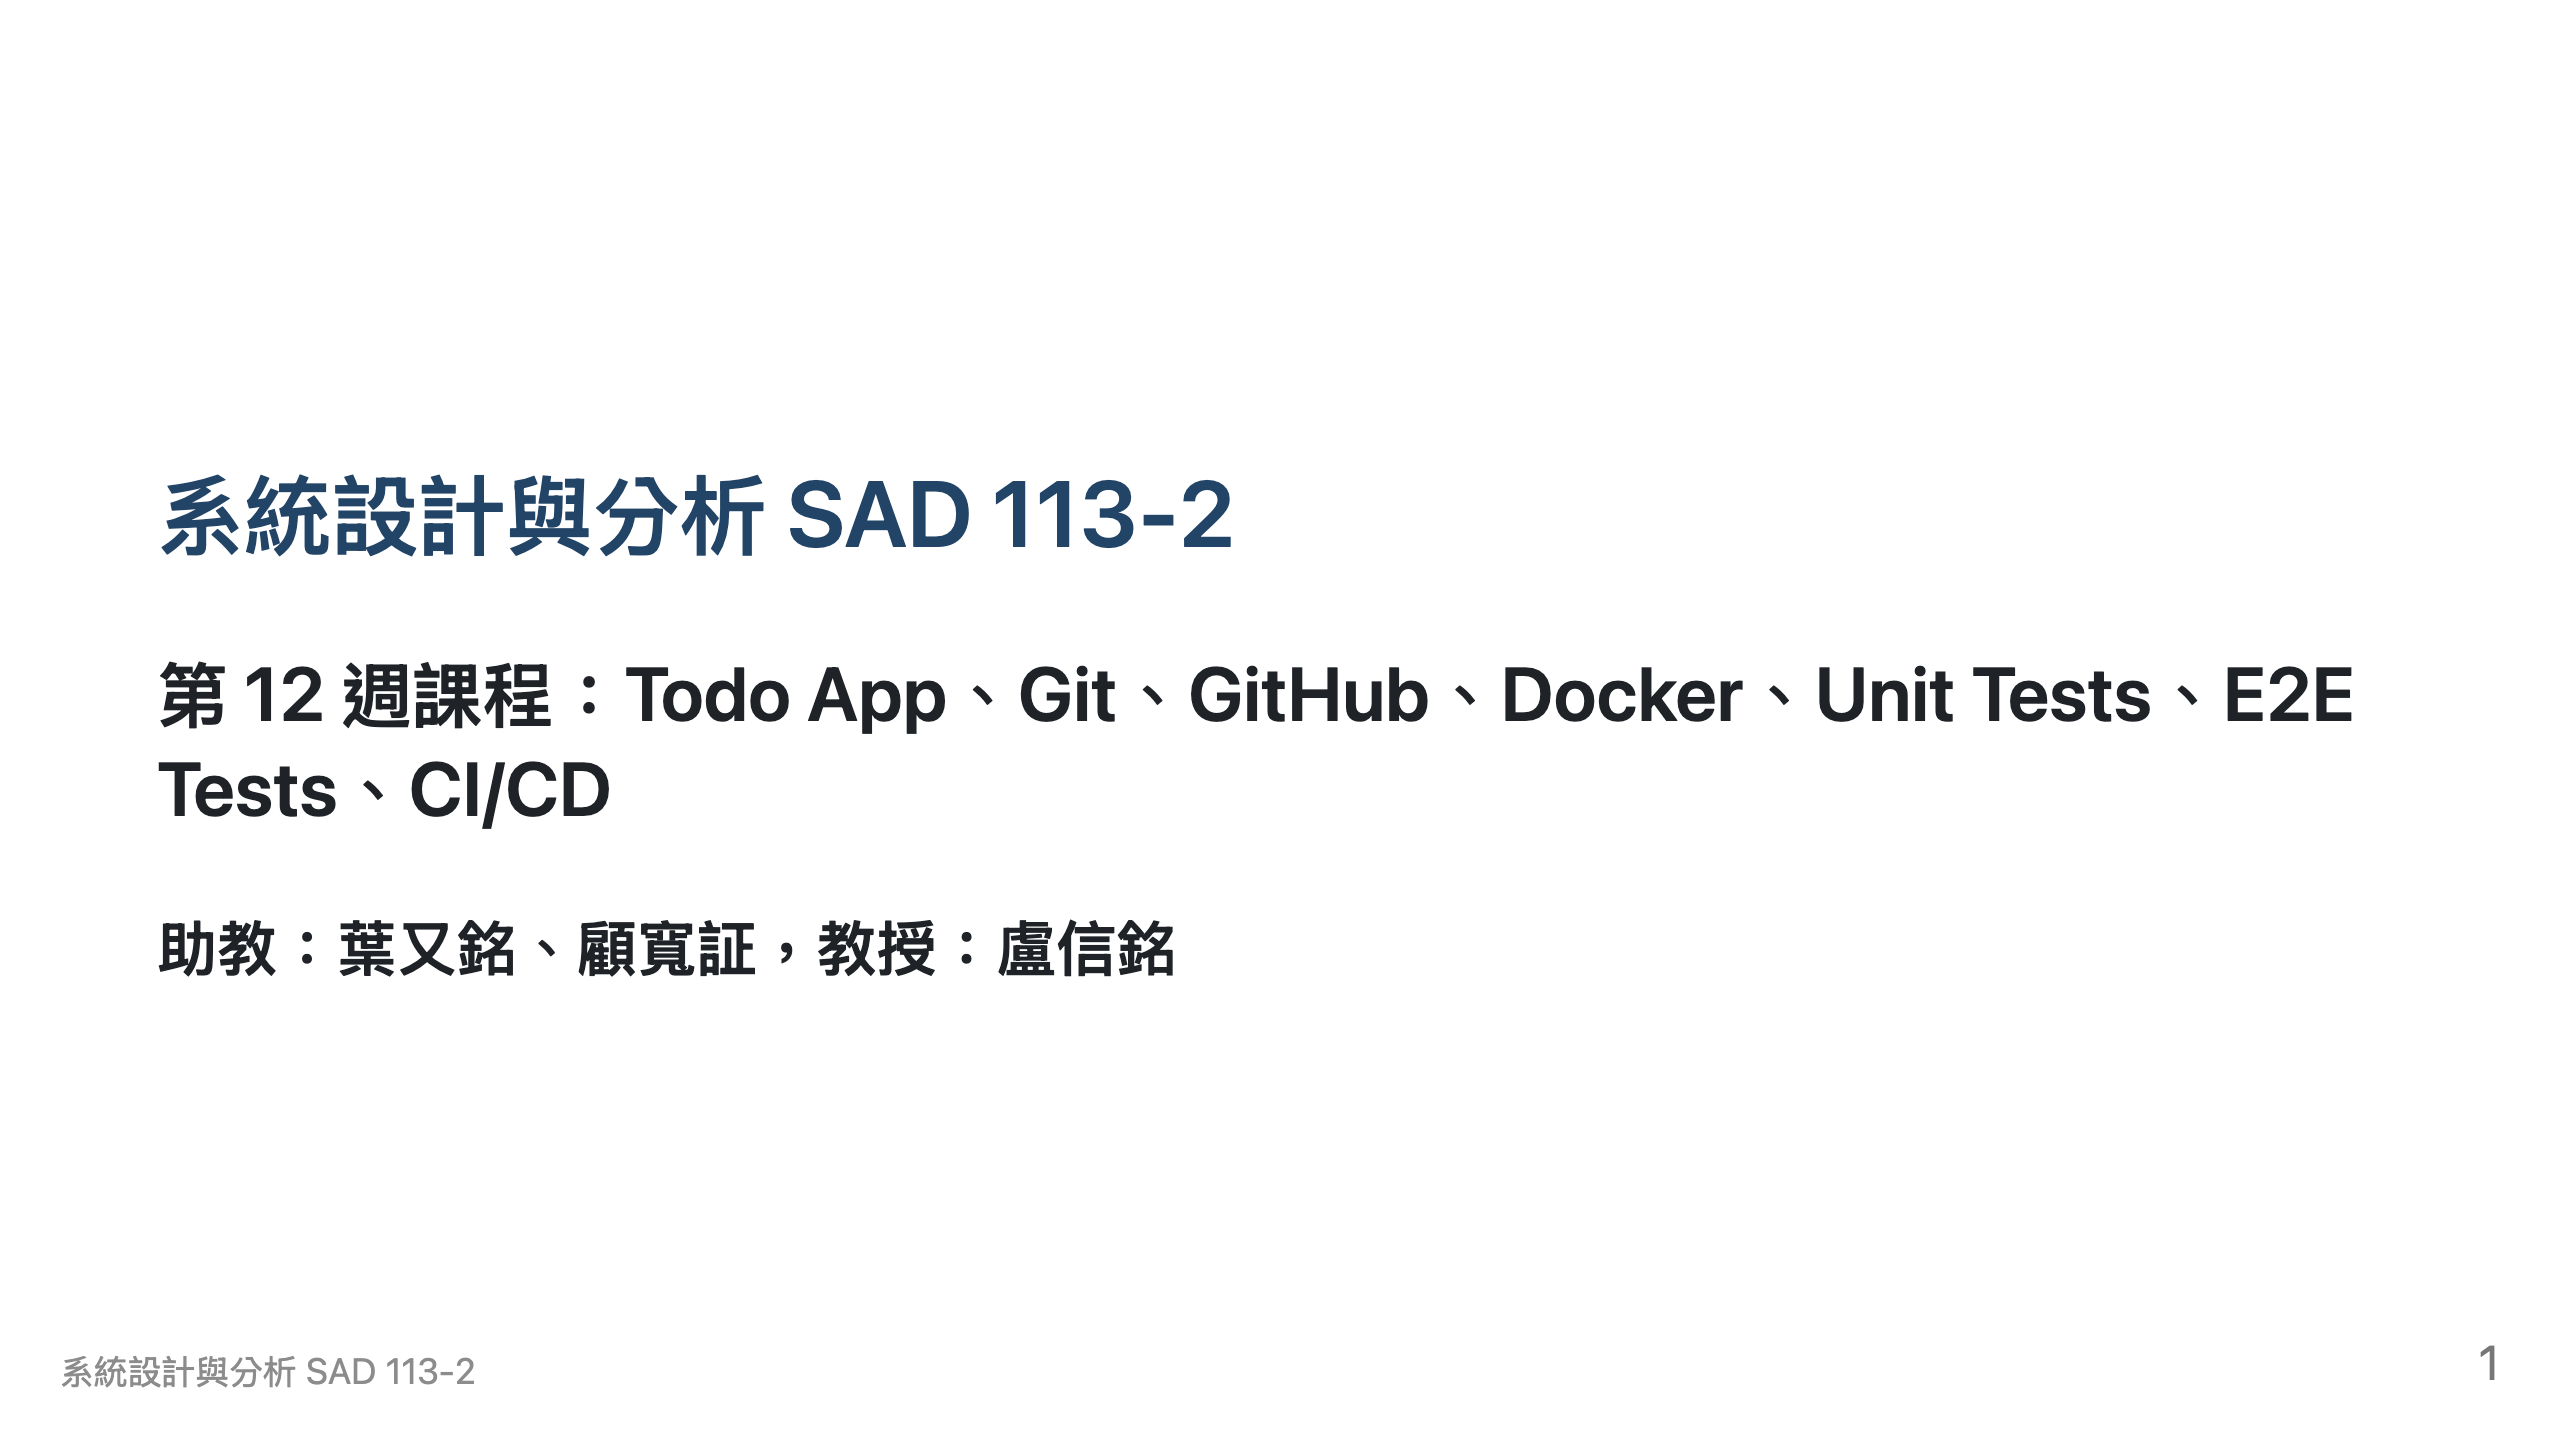 系統設計與分析 SAD 113-2
第 12 週課程：Todo App、Git、GitHub、Docker、Unit Tests、E2E
Tests、CI/CD
助教：葉又銘、顧寬証，教授：盧信銘
系統設計與分析 SAD 113-2
1